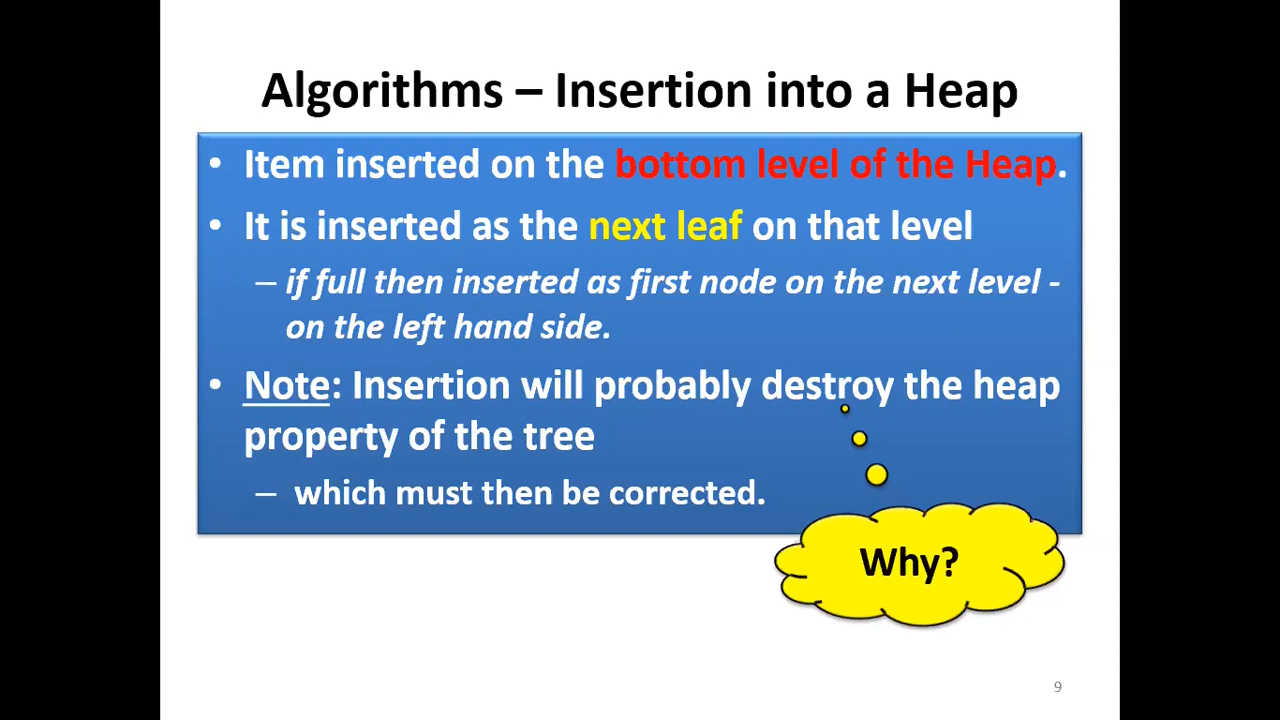 Algorithms – Insertion into a Heap
• Item inserted on the bottom level of the Heap.
• It is inserted as the next leaf on that level
– if full then inserted as first node on the next level -
on the left hand side.
• Note: Insertion will probably destroy the heap
property of the tree
– which must then be corrected.
Why?
9